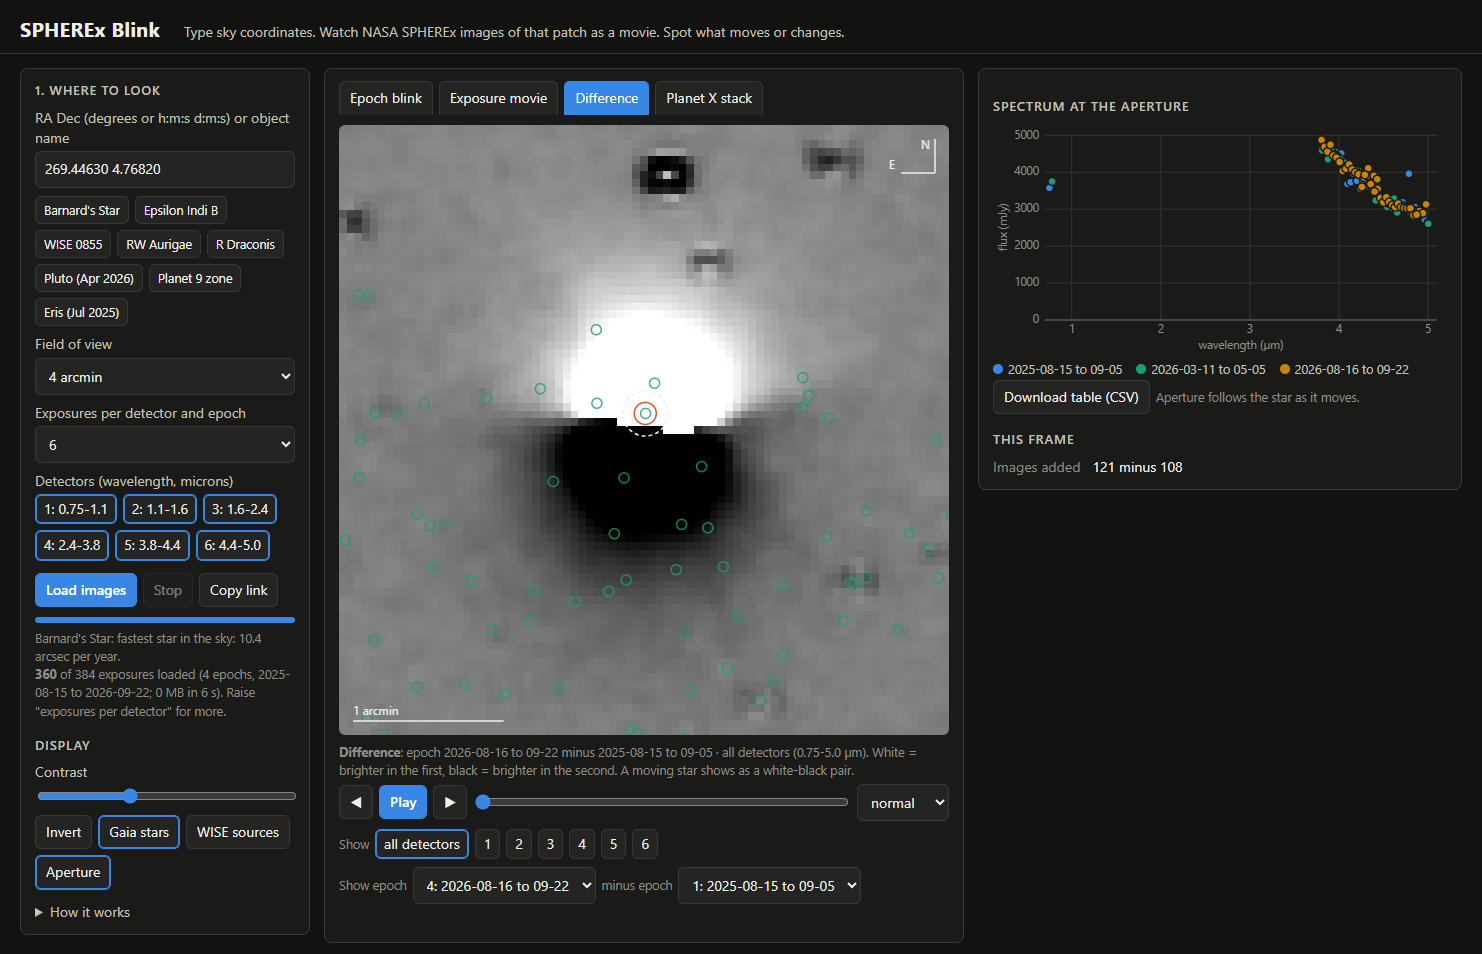 SPHEREx Blink
Type sky coordinates. Watch NASA SPHEREx images of that patch as a movie. Spot what moves or changes.
1. WHERE TO LOOK
RA Dec (degrees or h:m:s d:m:s) or object
name
269.44630 4.76820
Barnard's Star
Epsilon Indi B
WISE 0855
RW Aurigae
R Draconis
Pluto (Apr 2026)
Planet 9 zone
Eris (Jul 2025)
Field of view
4 arcmin
Exposures per detector and epoch
6
Detectors (wavelength, microns)
1: 0.75-1.1
2: 1.1-1.6
3: 1.6-2.4
4: 2.4-3.8
5: 3.8-4.4
6: 4.4-5.0
Load images
Stop
Copy link
Barnard's Star: fastest star in the sky: 10.4
arcsec per year.
360 of 384 exposures loaded (4 epochs, 2025-
08-15 to 2026-09-22; 0 MB in 6 s). Raise
"exposures per detector" for more.
DISPLAY
Contrast
Invert
Gaia stars
WISE sources
Aperture
▶ How it works
Epoch blink
Exposure movie
Difference
Planet X stack
N
E
1 arcmin
Difference: epoch 2026-08-16 to 09-22 minus 2025-08-15 to 09-05 · all detectors (0.75-5.0 µm). White =
brighter in the first, black = brighter in the second. A moving star shows as a white-black pair.
◀
Play
▶
normal
Show
all detectors
1
2
3
4
5
6
Show epoch
4: 2026-08-16 to 09-22
minus epoch
1: 2025-08-15 to 09-05
SPECTRUM AT THE APERTURE
5000
4000
3000
2000
1000
0
flux (mJy)
1
2
3
4
5
wavelength (µm)
2025-08-15 to 09-05
2026-03-11 to 05-05
2026-08-16 to 09-22
Download table (CSV)
Aperture follows the star as it moves.
THIS FRAME
Images added
121 minus 108